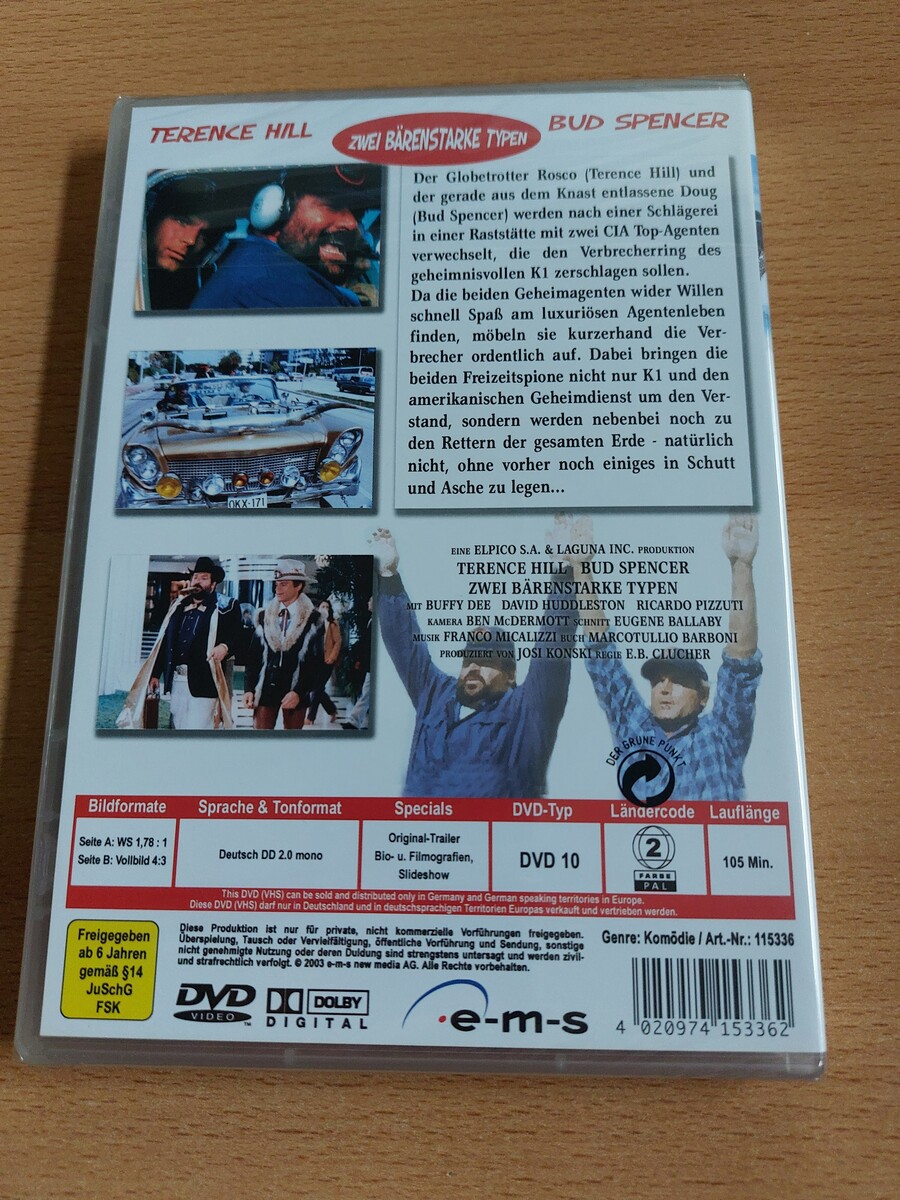 TERENCE HILL
ZWEI BÄRENSTARKE TYPEN
BUD SPENCER
Der Globetrotter Rosco (Terence Hill) und
der gerade aus dem Knast entlassene Doug
(Bud Spencer) werden nach einer Schlägerei
in einer Raststätte mit zwei CIA Top-Agenten
verwechselt, die den Verbrecherring des
geheimnisvollen K1 zerschlagen sollen.
Da die beiden Geheimagenten wider Willen
schnell Spaß am luxuriösen Agentenleben
finden, möbeln sie kurzerhand die Ver-
brecher ordentlich auf. Dabei bringen die
beiden Freizeitspione nicht nur K1 und den
amerikanischen Geheimdienst um den Ver-
stand, sondern werden nebenbei noch zu
den Rettern der gesamten Erde - natürlich
nicht, ohne vorher noch einiges in Schutt
und Asche zu legen...
OKX-171
EINE ELPICO S.A. & LAGUNA INC. PRODUKTION
TERENCE HILL BUD SPENCER
ZWEI BÄRENSTARKE TYPEN
MIT BUFFY DEE DAVID HUDDLESTON RICARDO PIZZUTI
KAMERA BEN McDERMOTT SCHNITT EUGENE BALLABY
MUSIK FRANCO MICALIZZI BUCH MARCOTULLIO BARBONI
PRODUZIERT VON JOSI KONSKI REGIE E.B. CLUCHER
DER GRÜNE PUNKT
Bildformate
Seite A: WS 1,78 : 1
Seite B: Vollbild 4:3
Sprache & Tonformat
Deutsch DD 2.0 mono
Specials
Original-Trailer
Bio- u. Filmografien,
Slideshow
DVD-Typ
DVD 10
Ländercode
2
FARBE
PAL
Lauflänge
105 Min.
This DVD (VHS) can be sold and distributed only in Germany and German speaking territories in Europe.
Diese DVD (VHS) darf nur in Deutschland und in deutschsprachigen Territorien Europas verkauft und vertrieben werden.
Freigegeben
ab 6 Jahren
gemäß §14
JuSchG
FSK
Diese Produktion ist nur für private, nicht kommerzielle Vorführungen freigegeben.
Überspielung, Tausch oder Vervielfältigung, öffentliche Vorführung und Sendung, sonstige
nicht genehmigte Nutzung oder deren Duldung sind strengstens untersagt und werden zivil-
und strafrechtlich verfolgt. © 2003 e-m-s new media AG. Alle Rechte vorbehalten.
Genre: Komödie / Art.-Nr.: 115336
DVD
VIDEO
TM
DOLBY
DIGITAL
e-m-s
4 020974 153362